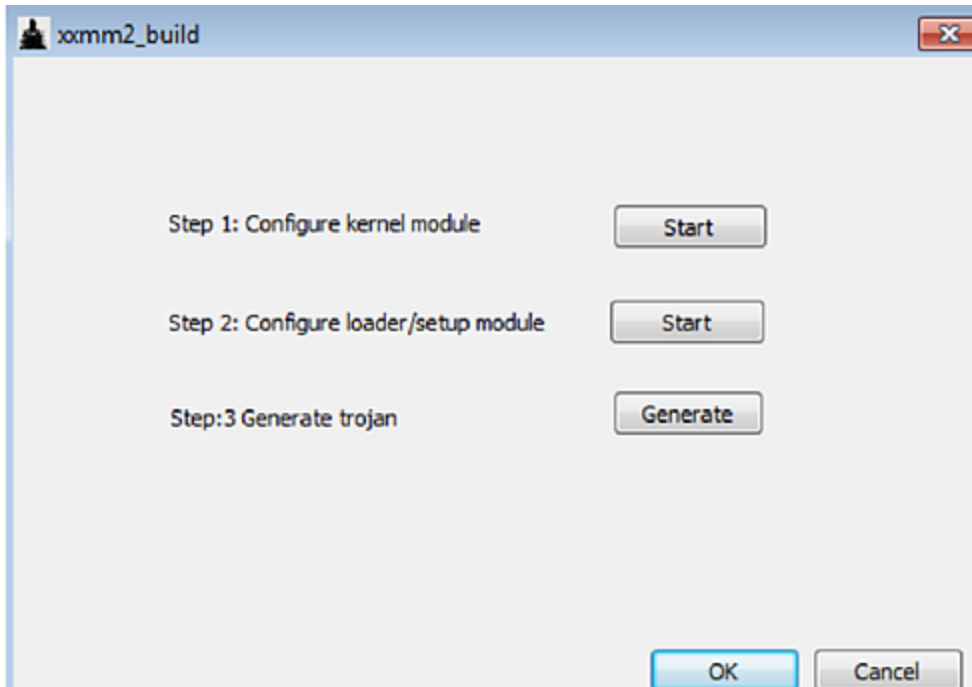 xxmm2_build
Step 1: Configure kernel module
Start
Step 2: Configure loader/setup module
Start
Step:3 Generate trojan
Generate
OK
Cancel